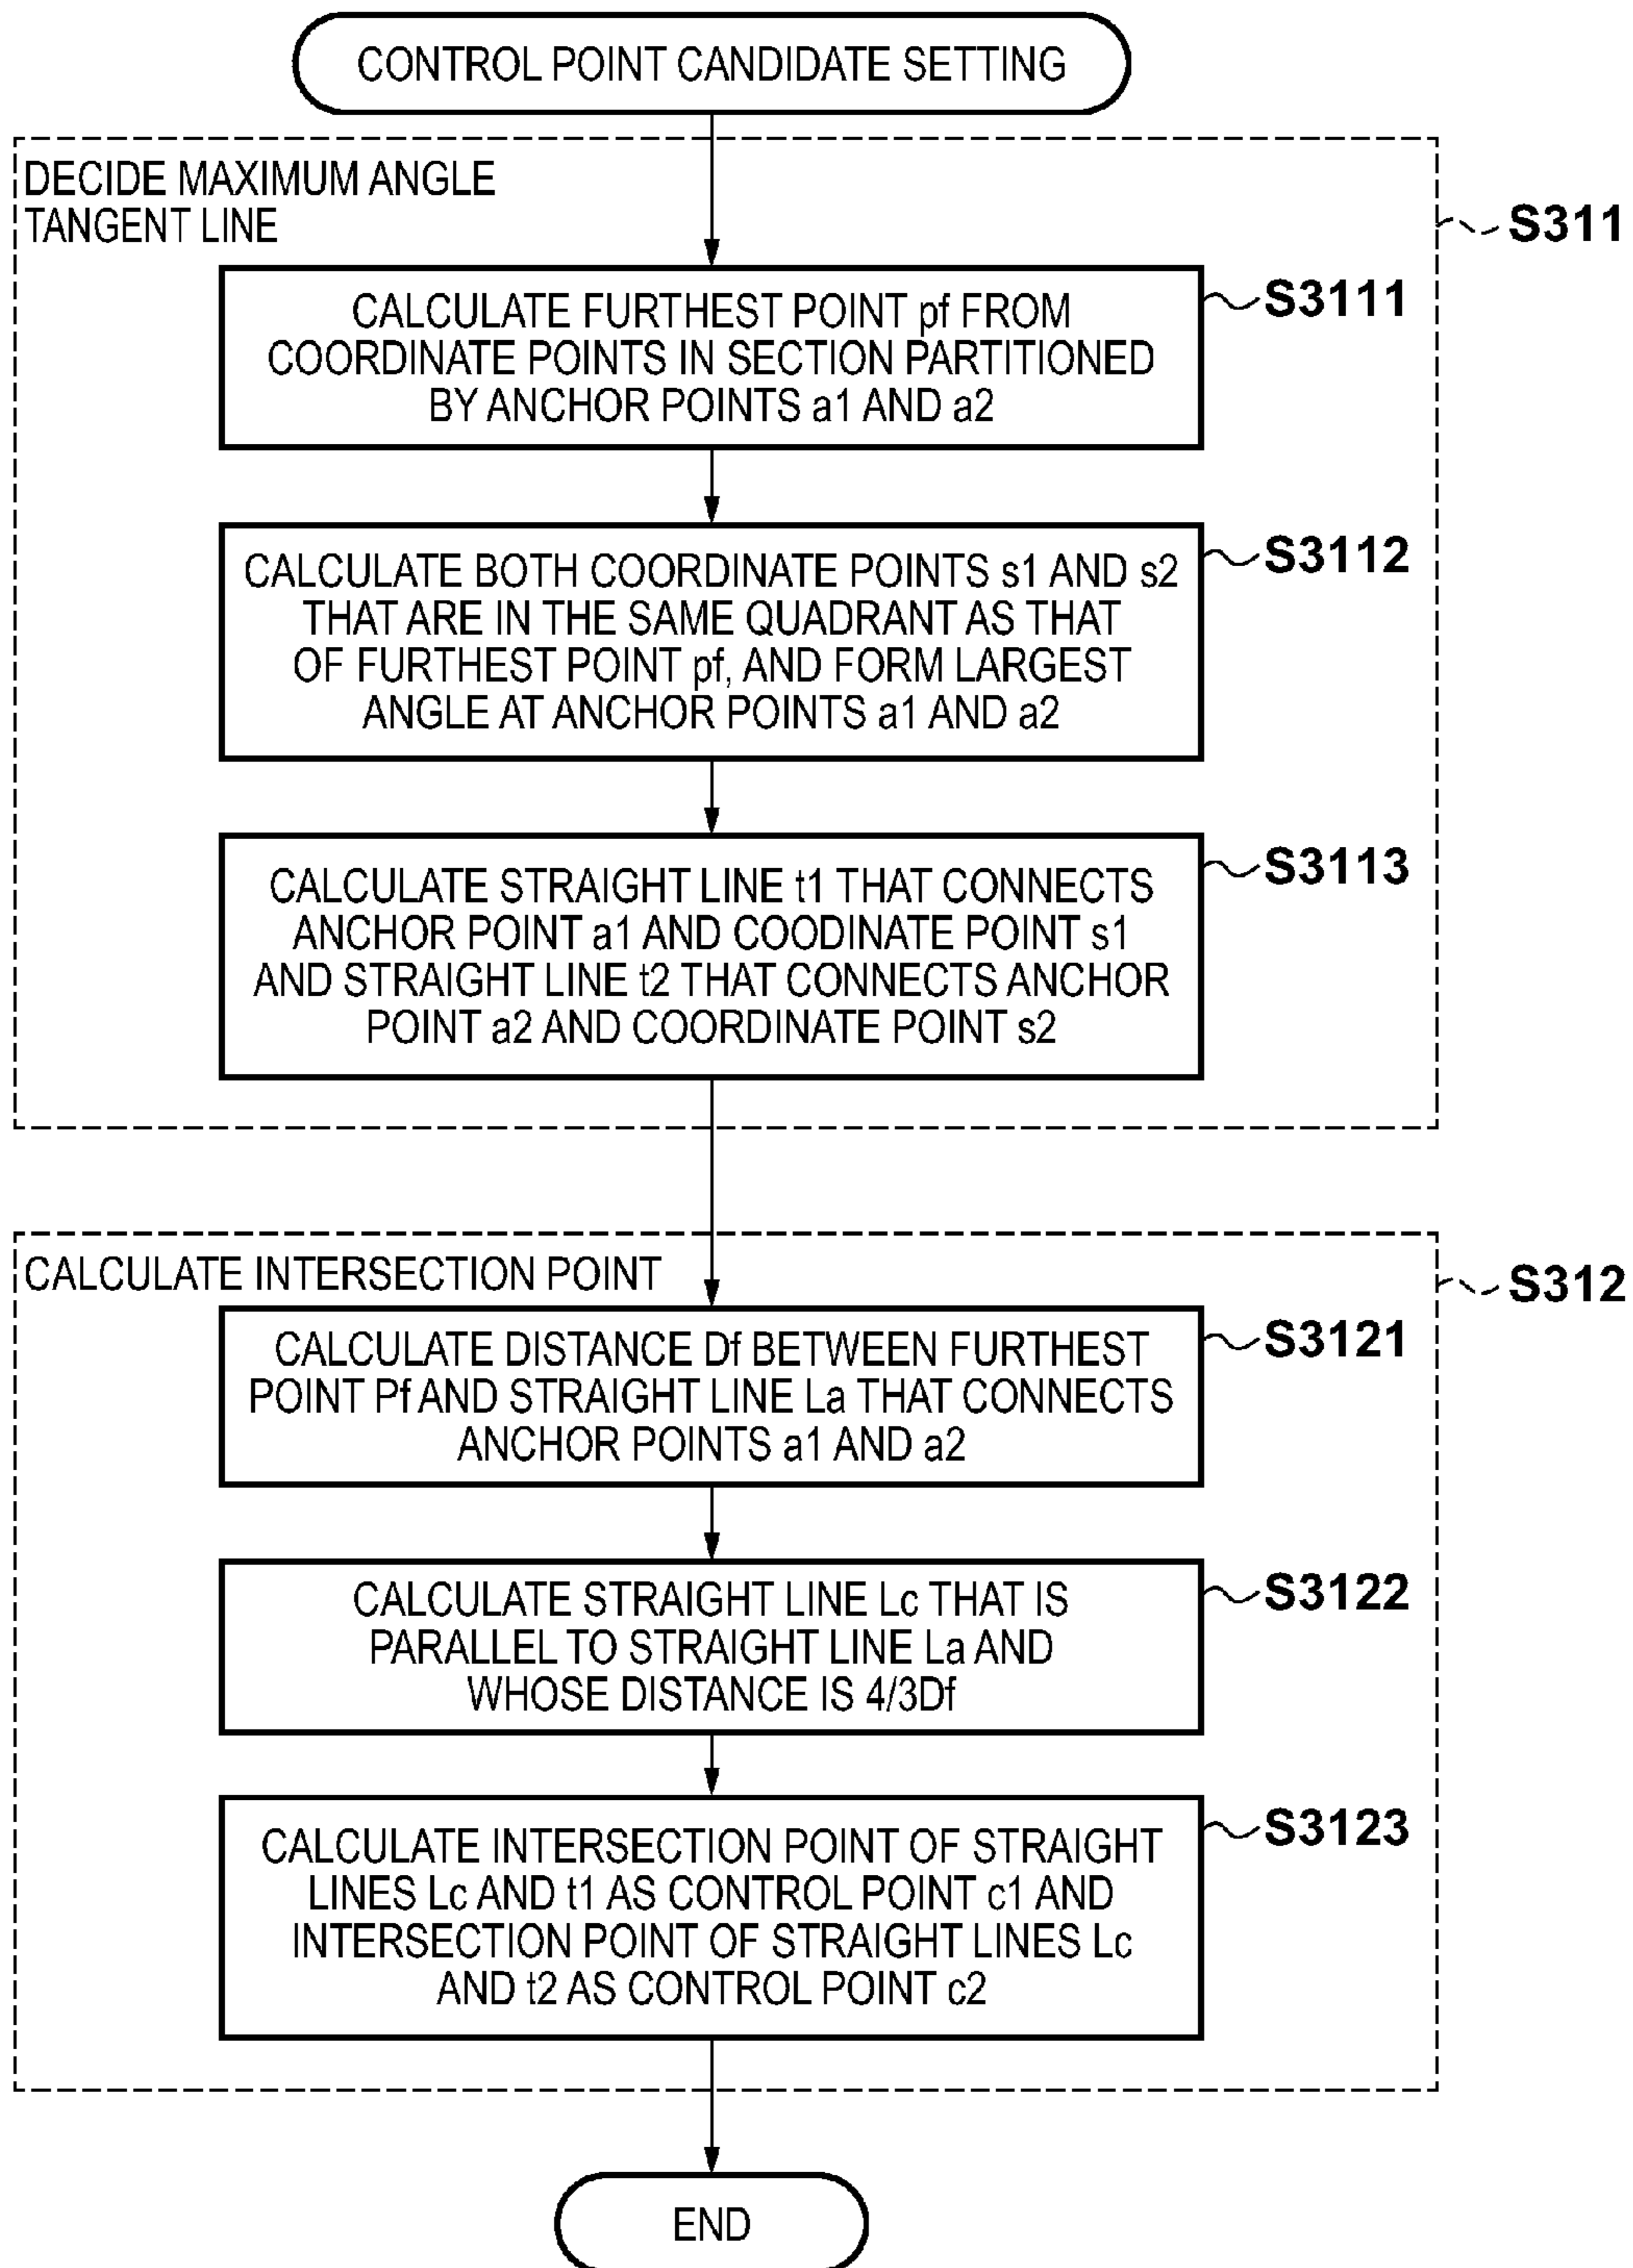 CONTROL POINT CANDIDATE SETTING
DECIDE MAXIMUM ANGLE
TANGENT LINE
S311
CALCULATE FURTHEST POINT pf FROM
COORDINATE POINTS IN SECTION PARTITIONED
BY ANCHOR POINTS a1 AND a2
S3111
CALCULATE BOTH COORDINATE POINTS s1 AND s2
THAT ARE IN THE SAME QUADRANT AS THAT
OF FURTHEST POINT pf, AND FORM LARGEST
ANGLE AT ANCHOR POINTS a1 AND a2
S3112
CALCULATE STRAIGHT LINE t1 THAT CONNECTS
ANCHOR POINT a1 AND COODINATE POINT s1
AND STRAIGHT LINE t2 THAT CONNECTS ANCHOR
POINT a2 AND COORDINATE POINT s2
S3113
CALCULATE INTERSECTION POINT
S312
CALCULATE DISTANCE Df BETWEEN FURTHEST
POINT Pf AND STRAIGHT LINE La THAT CONNECTS
ANCHOR POINTS a1 AND a2
S3121
CALCULATE STRAIGHT LINE Lc THAT IS
PARALLEL TO STRAIGHT LINE La AND
WHOSE DISTANCE IS 4/3Df
S3122
CALCULATE INTERSECTION POINT OF STRAIGHT
LINES Lc AND t1 AS CONTROL POINT c1 AND
INTERSECTION POINT OF STRAIGHT LINES Lc
AND t2 AS CONTROL POINT c2
S3123
END